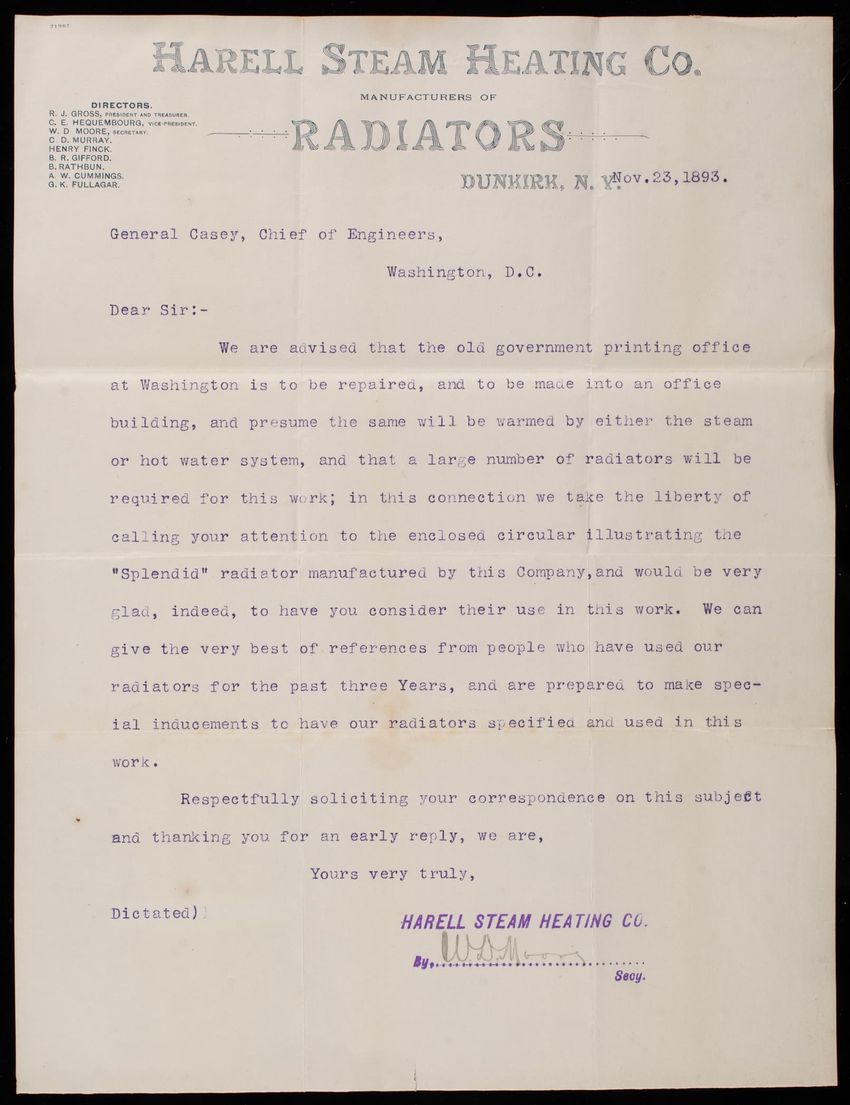 HARELL STEAM HEATING CO.
MANUFACTURERS OF
RADIATORS
DIRECTORS.
R. J. GROSS, PRESIDENT AND TREASURER.
C. E. HEQUEMBOURG, VICE-PRESIDENT.
W. D MOORE, SECRETARY.
C D. MURRAY.
HENRY FINCK.
B. R. GIFFORD.
B. RATHBUN.
A W. CUMMINGS.
G. K. FULLAGAR.
DUNKIRK, N. Y. Nov.23,1893.
General Casey, Chief of Engineers,
Washington, D.C.
Dear Sir:-
We are advised that the old government printing office
at Washington is to be repaired, and to be made into an office
building, and presume the same will be warmed by either the steam
or hot water system, and that a large number of radiators will be
required for this work; in this connection we take the liberty of
calling your attention to the enclosed circular illustrating the
"Splendid" radiator manufactured by this Company,and would be very
glad, indeed, to have you consider their use in this work. We can
give the very best of references from people who have used our
radiators for the past three Years, and are prepared to make spec-
ial inducements to have our radiators specified and used in this
work.
Respectfully soliciting your correspondence on this subject
and thanking you for an early reply, we are,
Yours very truly,
Dictated)
HARELL STEAM HEATING CO.
By, W.D.Moore
Secy.